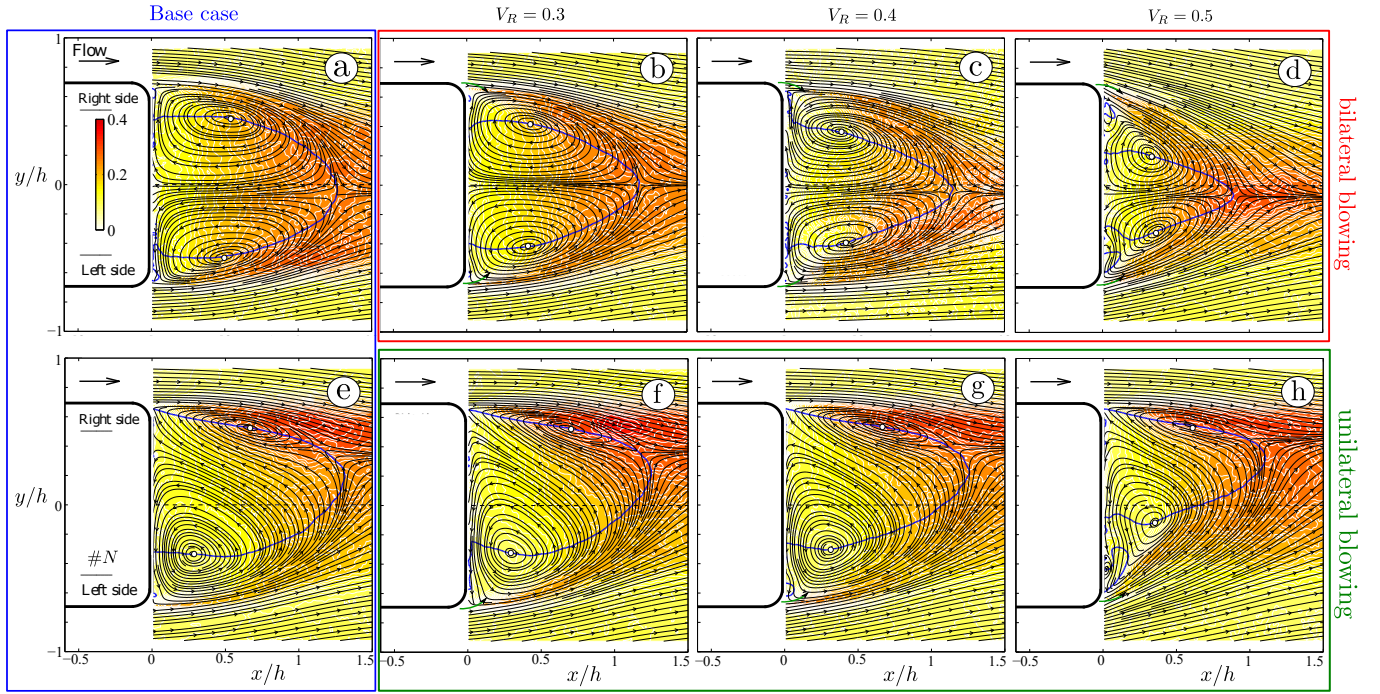 Base case
V_R = 0.3
V_R = 0.4
V_R = 0.5
1
Flow
a
b
c
d
Right side
0.4
0.2
0
Left side
y/h
0
−1
bilateral blowing
1
e
f
g
h
Right side
y/h
0
#N
Left side
−1
unilateral blowing
−0.5 0 0.5 1 1.5
−0.5 0 0.5 1 1.5
−0.5 0 0.5 1 1.5
−0.5 0 0.5 1 1.5
x/h
x/h
x/h
x/h